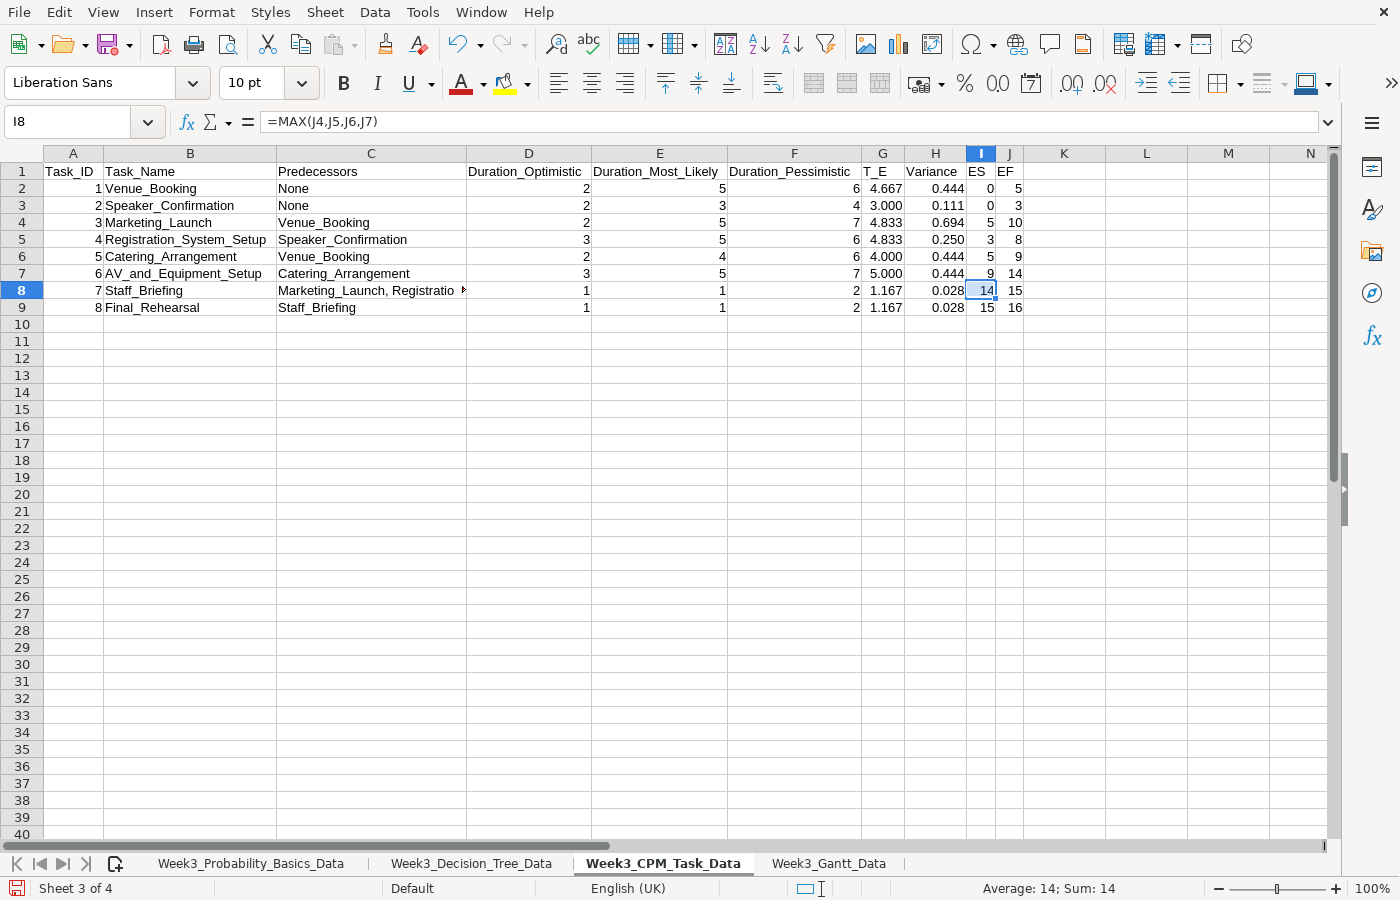 File Edit View Insert Format Styles Sheet Data Tools Window Help
Liberation Sans 10 pt
I8 =MAX(J4,J5,J6,J7)
A B C D E F G H I J K L M N
1 Task_ID Task_Name Predecessors Duration_Optimistic Duration_Most_Likely Duration_Pessimistic T_E Variance ES EF
2 1 Venue_Booking None 2 5 6 4.667 0.444 0 5
3 2 Speaker_Confirmation None 2 3 4 3.000 0.111 0 3
4 3 Marketing_Launch Venue_Booking 2 5 7 4.833 0.694 5 10
5 4 Registration_System_Setup Speaker_Confirmation 3 5 6 4.833 0.250 3 8
6 5 Catering_Arrangement Venue_Booking 2 4 6 4.000 0.444 5 9
7 6 AV_and_Equipment_Setup Catering_Arrangement 3 5 7 5.000 0.444 9 14
8 7 Staff_Briefing Marketing_Launch, Registratio 1 1 2 1.167 0.028 14 15
9 8 Final_Rehearsal Staff_Briefing 1 1 2 1.167 0.028 15 16
10
11
12
13
14
15
16
17
18
19
20
21
22
23
24
25
26
27
28
29
30
31
32
33
34
35
36
37
38
39
40
Week3_Probability_Basics_Data Week3_Decision_Tree_Data Week3_CPM_Task_Data Week3_Gantt_Data
Sheet 3 of 4 Default English (UK) Average: 14; Sum: 14 100%